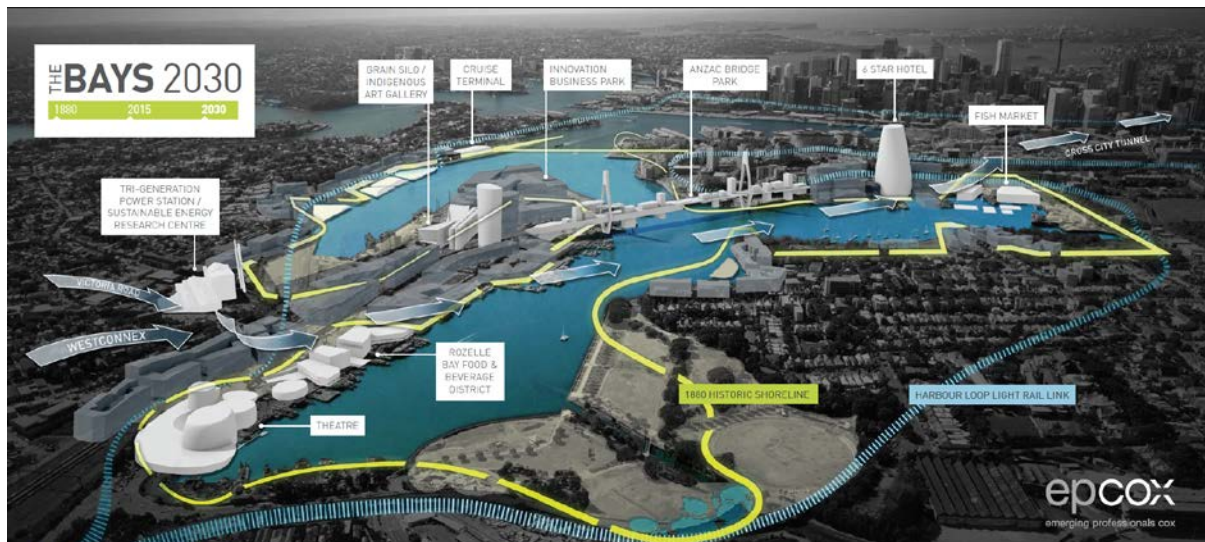 THE BAYS 2030
1880 2015 2030
GRAIN SILO /
INDIGENOUS
ART GALLERY
CRUISE
TERMINAL
INNOVATION
BUSINESS PARK
ANZAC BRIDGE
PARK
6 STAR HOTEL
FISH MARKET
CROSS CITY TUNNEL
TRI-GENERATION
POWER STATION /
SUSTAINABLE ENERGY
RESEARCH CENTRE
VICTORIA ROAD
WESTCONNEX
ROZELLE
BAY FOOD &
BEVERAGE
DISTRICT
THEATRE
1880 HISTORIC SHORELINE
HARBOUR LOOP LIGHT RAIL LINK
epcox
emerging professionals cox